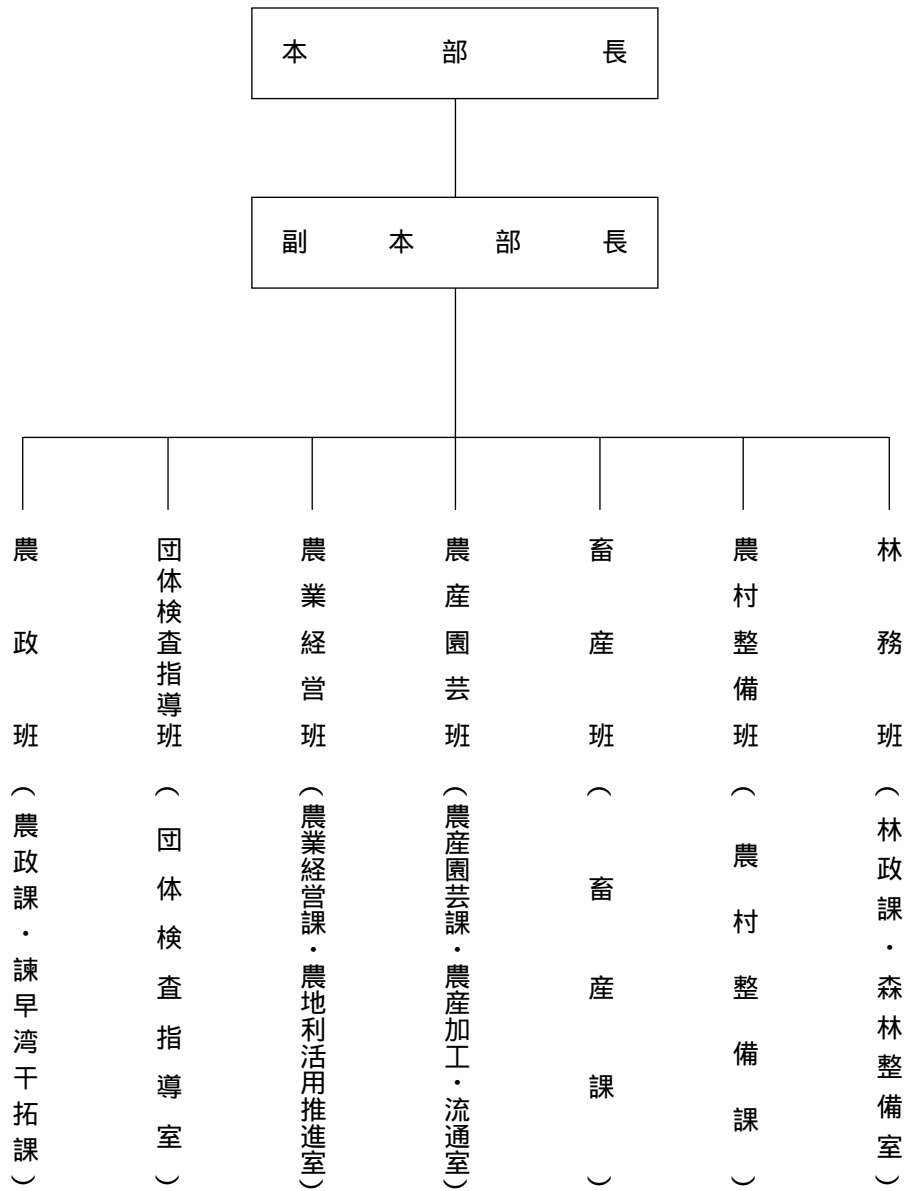 本部長
副本部長
農政班(農政課・諫早湾干拓課)
団体検査指導班(団体検査指導室)
農業経営班(農業経営課・農地利活用推進室)
農産園芸班(農産園芸課・農産加工・流通室)
畜産班(畜産課)
農村整備班(農村整備課)
林務班(林政課・森林整備室)